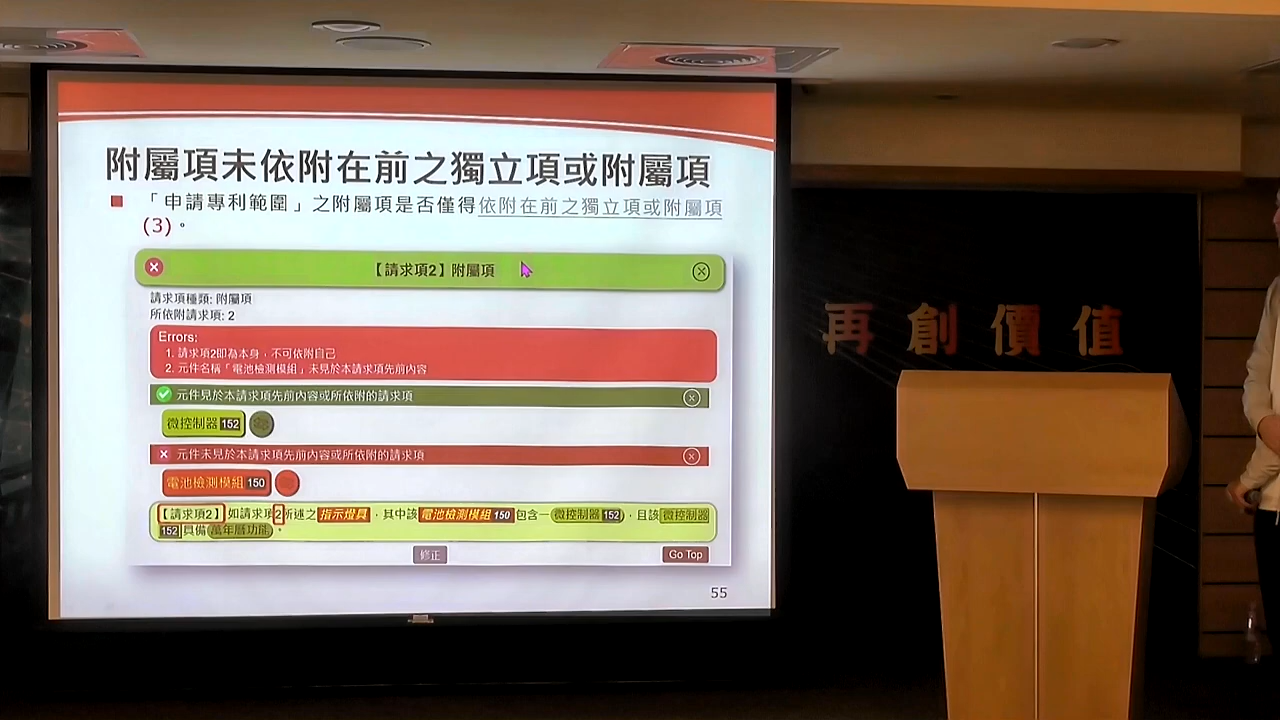 附屬項未依附在前之獨立項或附屬項
「申請專利範圍」之附屬項是否僅得依附在前之獨立項或附屬項
(3)。
【請求項2】附屬項
請求項種類: 附屬項
所依附請求項: 2
Errors:
1. 請求項2即為本身，不可依附自己
2. 元件名稱「電池檢測模組」未見於本請求項先前內容
元件見於本請求項先前內容或所依附的請求項
微控制器 152
元件未見於本請求項先前內容或所依附的請求項
電池檢測模組 150
【請求項2】如請求項2所述之指示燈具，其中該電池檢測模組 150 包含一微控制器 152，且該微控制器
152 具備萬年曆功能。
修正
Go Top
55
再創價值